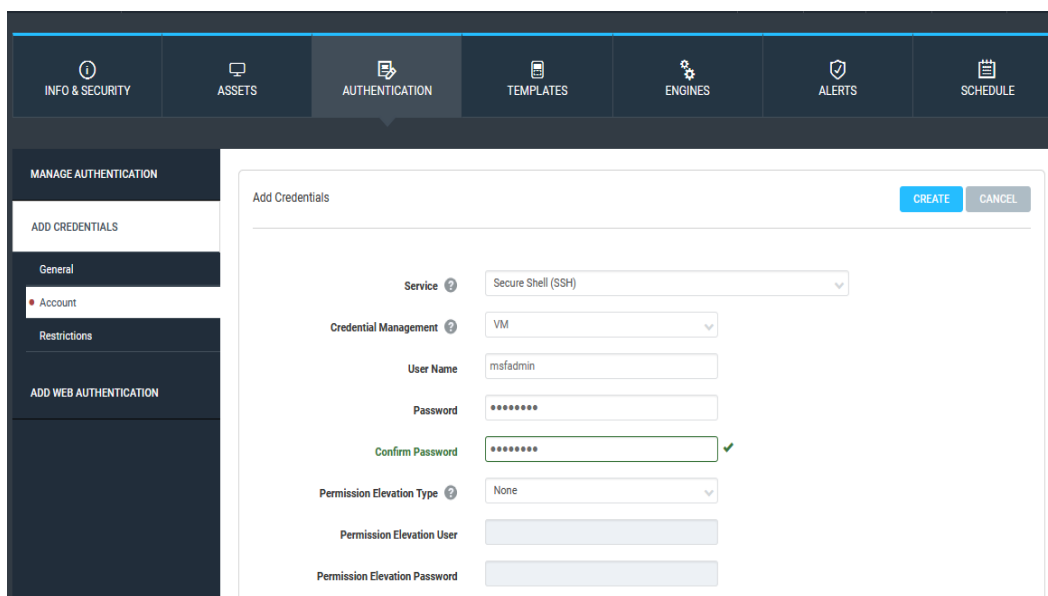 INFO & SECURITY
ASSETS
AUTHENTICATION
TEMPLATES
ENGINES
ALERTS
SCHEDULE
MANAGE AUTHENTICATION
ADD CREDENTIALS
General
Account
Restrictions
ADD WEB AUTHENTICATION
Add Credentials
CREATE CANCEL
Service ? Secure Shell (SSH)
Credential Management ? VM
User Name msfadmin
Password ••••••••
Confirm Password ••••••••
Permission Elevation Type ? None
Permission Elevation User
Permission Elevation Password